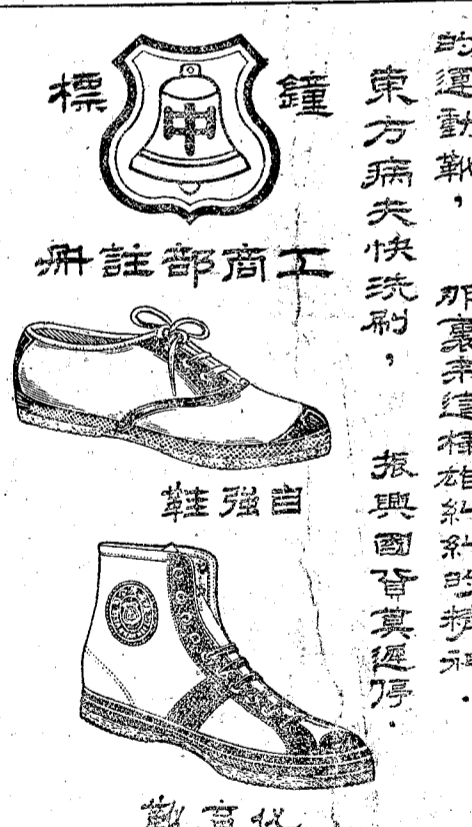 的運動靴，那裏來這種雄糾糾的精神．
東方病夫快洗刷，振興國貨莫遲停．
鐘標
工商部註冊
自強鞋